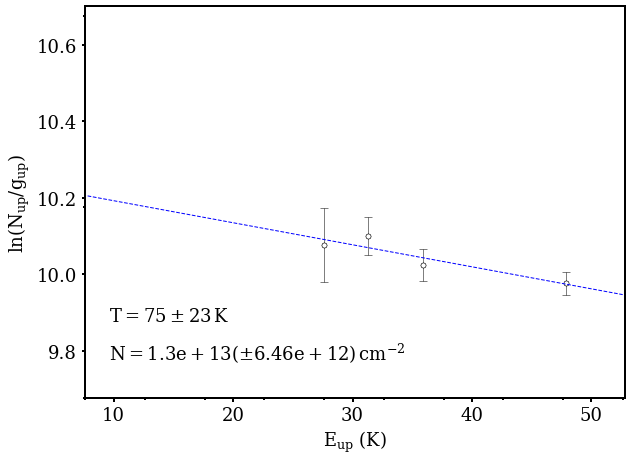 10.6
10.4
10.2
10.0
9.8
ln(N_up/g_up)
T = 75 ± 23 K
N = 1.3e + 13(±6.46e + 12) cm⁻²
10 20 30 40 50
E_up (K)